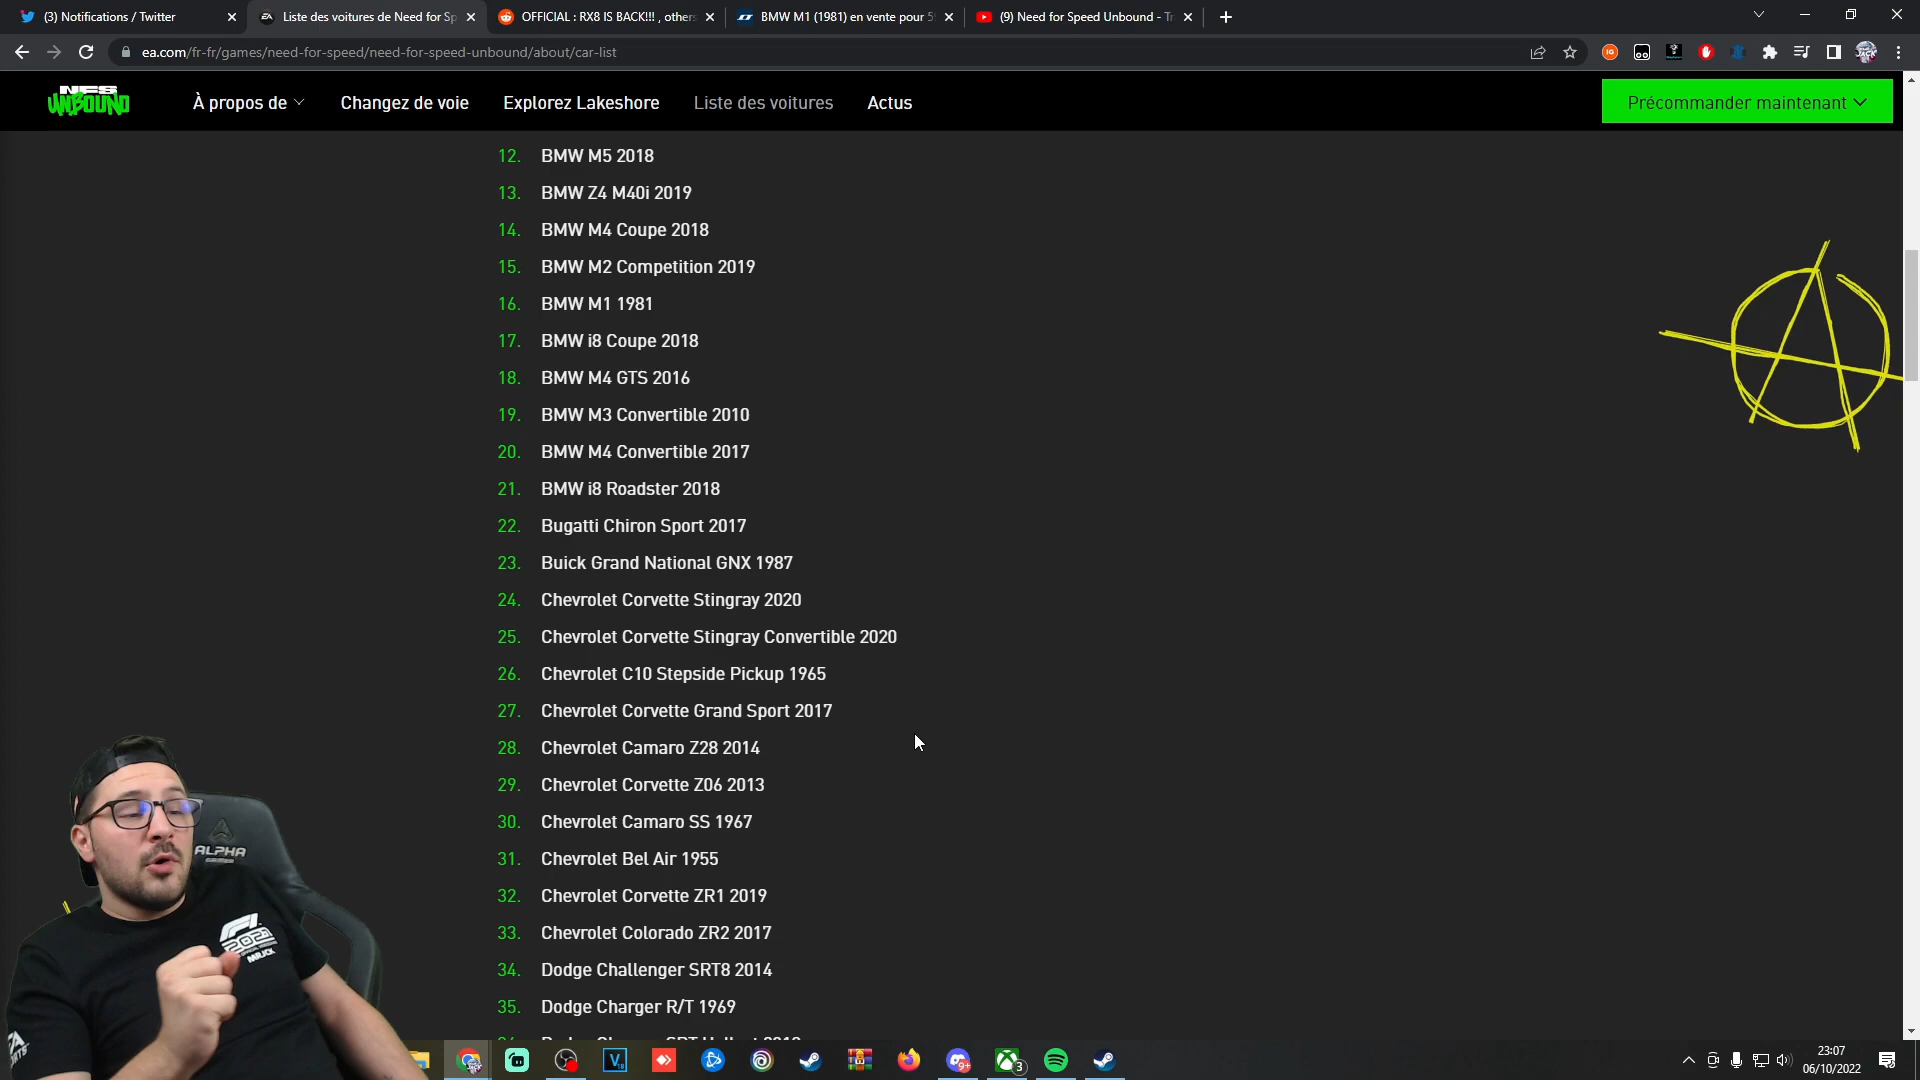 (3) Notifications / Twitter
Liste des voitures de Need for Sp
OFFICIAL : RX8 IS BACK!!! , others
BMW M1 (1981) en vente pour 5
(9) Need for Speed Unbound - Tr
ea.com/fr-fr/games/need-for-speed/need-for-speed-unbound/about/car-list
NFS UNBOUND
À propos de
Changez de voie
Explorez Lakeshore
Liste des voitures
Actus
Précommander maintenant
12. BMW M5 2018
13. BMW Z4 M40i 2019
14. BMW M4 Coupe 2018
15. BMW M2 Competition 2019
16. BMW M1 1981
17. BMW i8 Coupe 2018
18. BMW M4 GTS 2016
19. BMW M3 Convertible 2010
20. BMW M4 Convertible 2017
21. BMW i8 Roadster 2018
22. Bugatti Chiron Sport 2017
23. Buick Grand National GNX 1987
24. Chevrolet Corvette Stingray 2020
25. Chevrolet Corvette Stingray Convertible 2020
26. Chevrolet C10 Stepside Pickup 1965
27. Chevrolet Corvette Grand Sport 2017
28. Chevrolet Camaro Z28 2014
29. Chevrolet Corvette Z06 2013
30. Chevrolet Camaro SS 1967
31. Chevrolet Bel Air 1955
32. Chevrolet Corvette ZR1 2019
33. Chevrolet Colorado ZR2 2017
34. Dodge Challenger SRT8 2014
35. Dodge Charger R/T 1969
ALPHA
F1
2021
23:07
06/10/2022